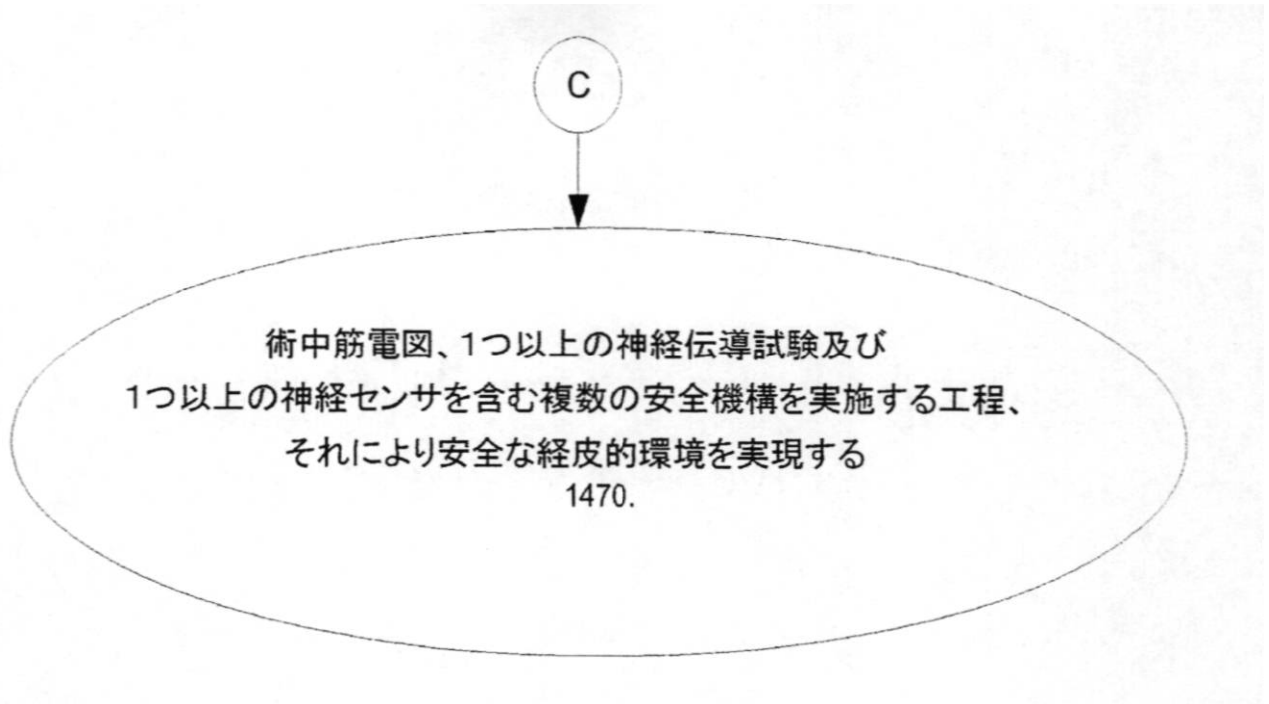 C
術中筋電図、1つ以上の神経伝導試験及び
1つ以上の神経センサを含む複数の安全機構を実施する工程、
それにより安全な経皮的環境を実現する
1470.